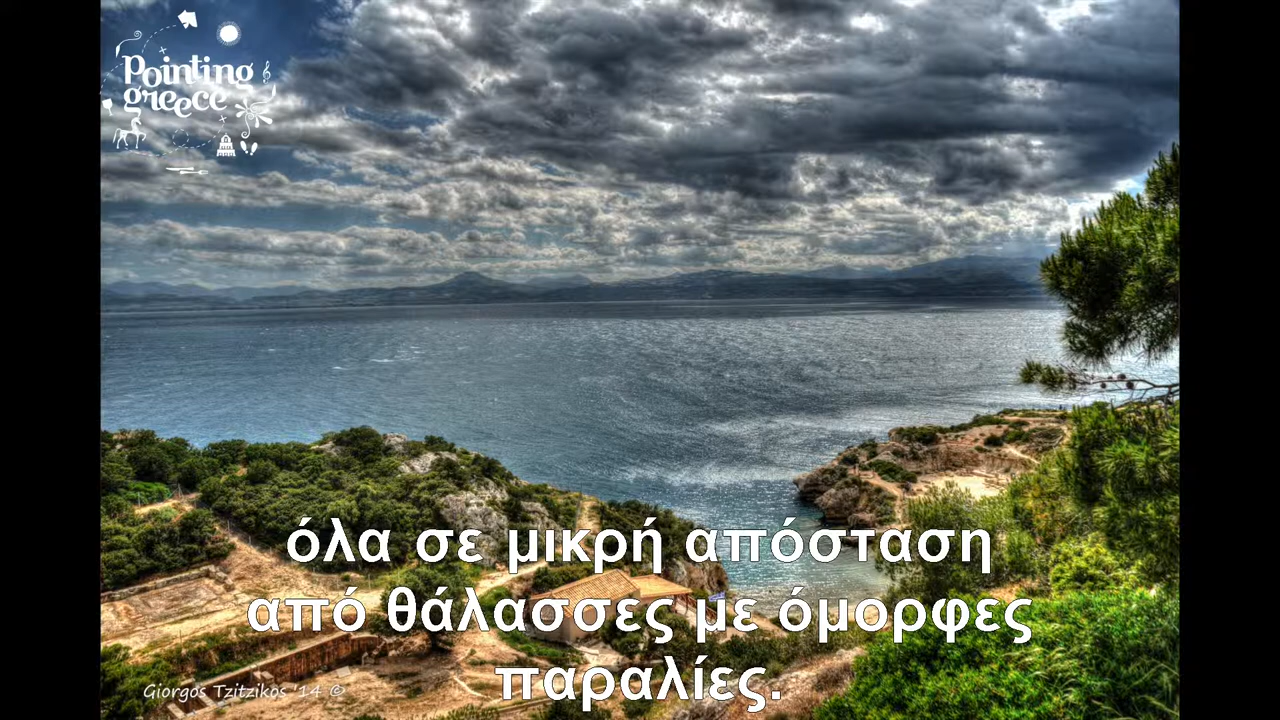 Pointing
greece
όλα σε μικρή απόσταση
από θάλασσες με όμορφες
παραλίες.
Giorgos Tzitzikos '14 ©